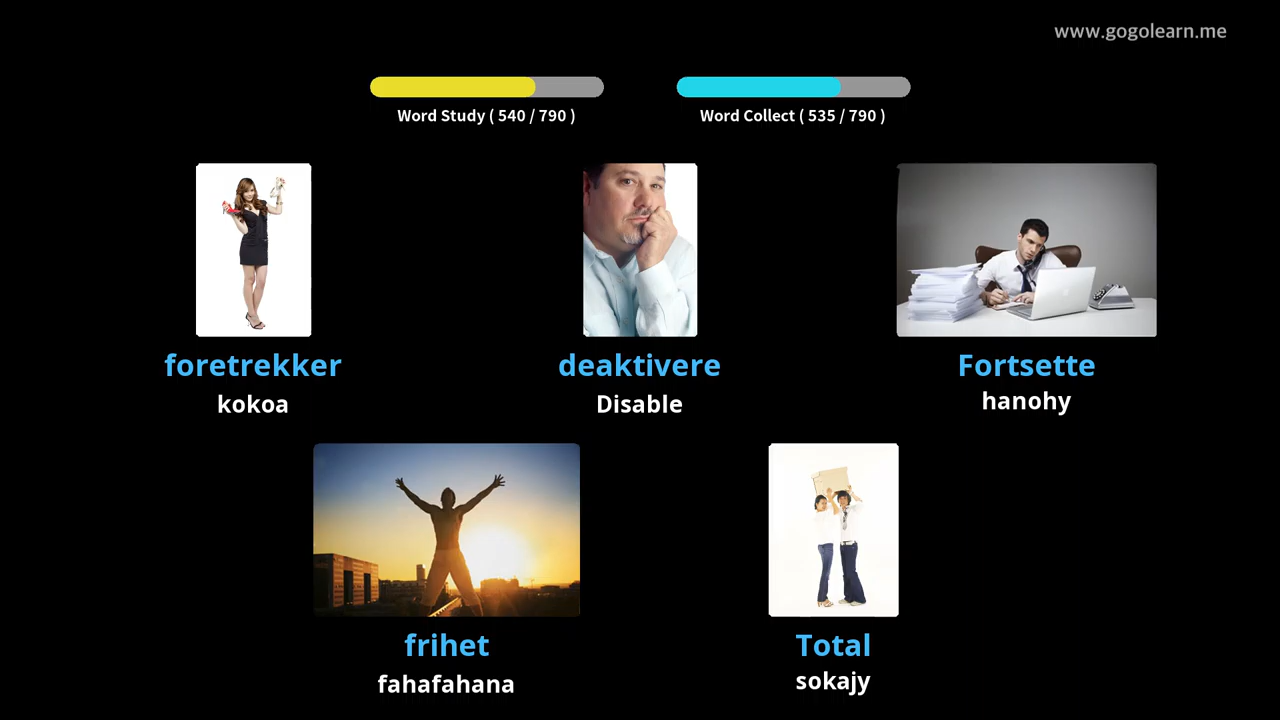 www.gogolearn.me
Word Study ( 540 / 790 )
Word Collect ( 535 / 790 )
foretrekker
kokoa
deaktivere
Disable
Fortsette
hanohy
frihet
fahafahana
Total
sokajy